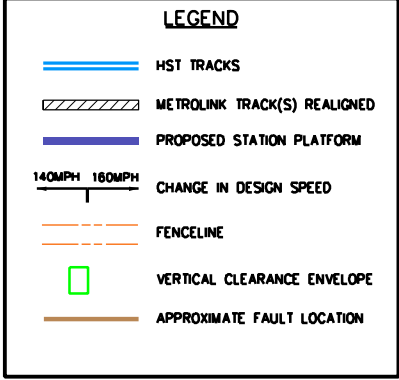 LEGEND
HST TRACKS
METROLINK TRACK(S) REALIGNED
PROPOSED STATION PLATFORM
140MPH 160MPH CHANGE IN DESIGN SPEED
FENCELINE
VERTICAL CLEARANCE ENVELOPE
APPROXIMATE FAULT LOCATION